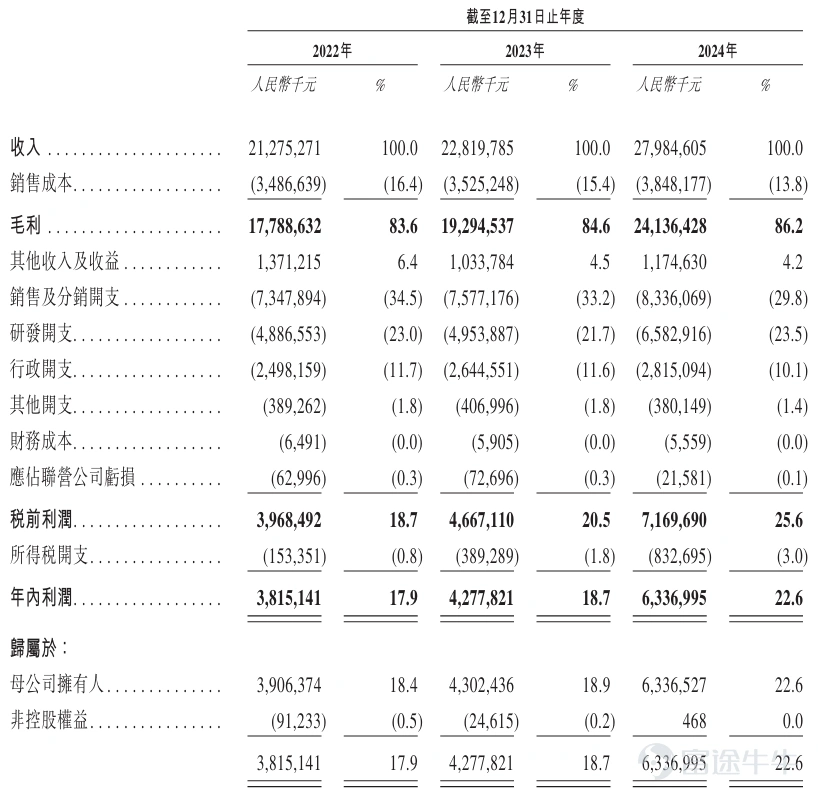 截至12月31日止年度
2022年 2023年 2024年
人民幣千元 % 人民幣千元 % 人民幣千元 %
收入 ..................... 21,275,271 100.0 22,819,785 100.0 27,984,605 100.0
銷售成本.................. (3,486,639) (16.4) (3,525,248) (15.4) (3,848,177) (13.8)
毛利 ..................... 17,788,632 83.6 19,294,537 84.6 24,136,428 86.2
其他收入及收益............ 1,371,215 6.4 1,033,784 4.5 1,174,630 4.2
銷售及分銷開支............ (7,347,894) (34.5) (7,577,176) (33.2) (8,336,069) (29.8)
研發開支.................. (4,886,553) (23.0) (4,953,887) (21.7) (6,582,916) (23.5)
行政開支.................. (2,498,159) (11.7) (2,644,551) (11.6) (2,815,094) (10.1)
其他開支.................. (389,262) (1.8) (406,996) (1.8) (380,149) (1.4)
財務成本.................. (6,491) (0.0) (5,905) (0.0) (5,559) (0.0)
應佔聯營公司虧損 .......... (62,996) (0.3) (72,696) (0.3) (21,581) (0.1)
稅前利潤.................. 3,968,492 18.7 4,667,110 20.5 7,169,690 25.6
所得稅開支................ (153,351) (0.8) (389,289) (1.8) (832,695) (3.0)
年內利潤.................. 3,815,141 17.9 4,277,821 18.7 6,336,995 22.6
歸屬於：
母公司擁有人.............. 3,906,374 18.4 4,302,436 18.9 6,336,527 22.6
非控股權益................ (91,233) (0.5) (24,615) (0.2) 468 0.0
3,815,141 17.9 4,277,821 18.7 6,336,995 22.6
富途牛牛